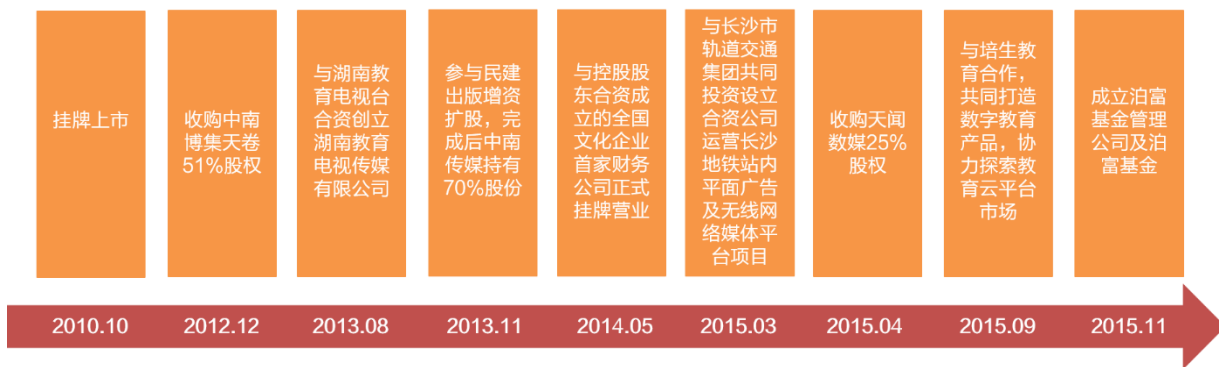 挂牌上市
收购中南
博集天卷
51%股权
与湖南教
育电视台
合资创立
湖南教育
电视传媒
有限公司
参与民建
出版增资
扩股，完
成后中南
传媒持有
70%股份
与控股股
东合资成
立的全国
文化企业
首家财务
公司正式
挂牌营业
与长沙市
轨道交通
集团共同
投资设立
合资公司
运营长沙
地铁站内
平面广告
及无线网
络媒体平
台项目
收购天闻
数媒25%
股权
与培生教
育合作，
共同打造
数字教育
产品，协
力探索教
育云平台
市场
成立泊富
基金管理
公司及泊
富基金
2010.10 2012.12 2013.08 2013.11 2014.05 2015.03 2015.04 2015.09 2015.11